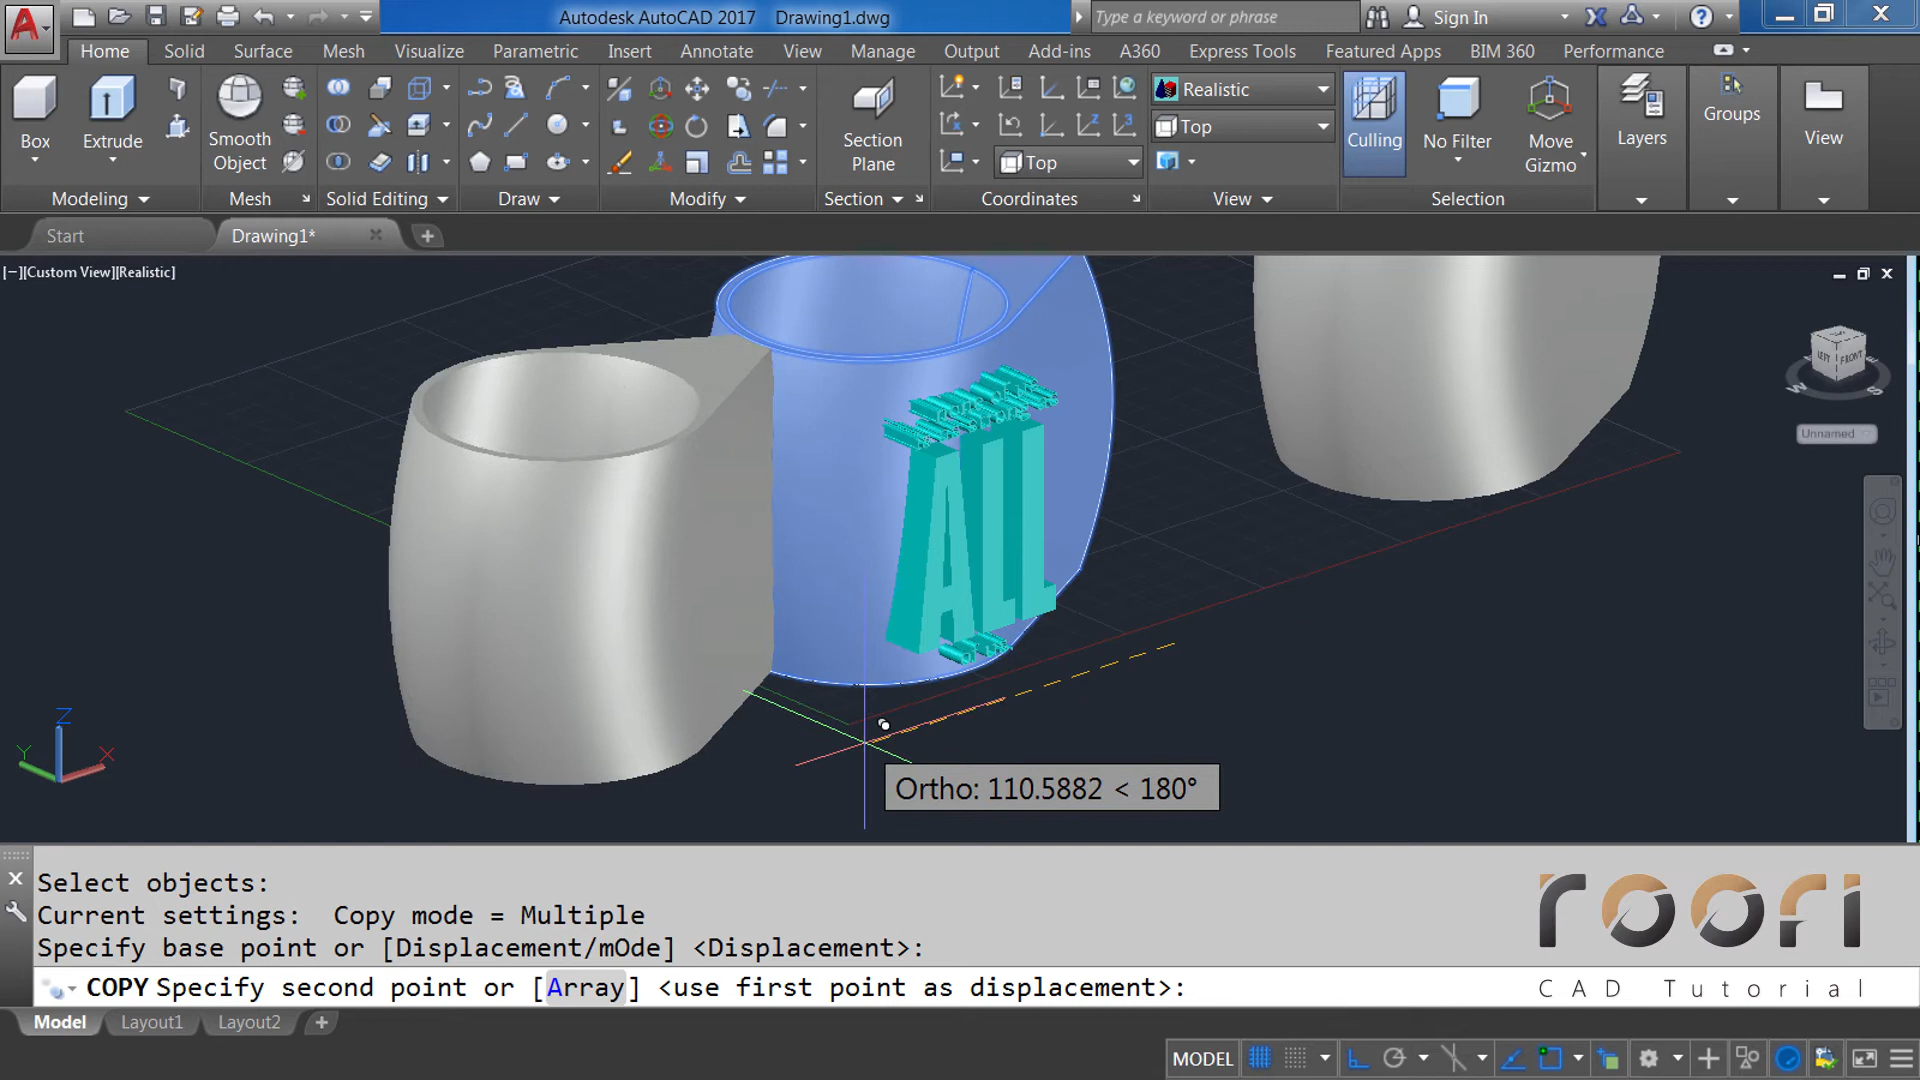 Autodesk AutoCAD 2017 Drawing1.dwg
Type a keyword or phrase
Sign In
Home Solid Surface Mesh Visualize Parametric Insert Annotate View Manage Output Add-ins A360 Express Tools Featured Apps BIM 360 Performance
Box
Extrude
Smooth Object
Section Plane
Realistic
Top
Top
Culling
No Filter
Move Gizmo
Layers
Groups
View
Modeling Mesh Solid Editing Draw Modify Section Coordinates View Selection
Start Drawing1*
[−][Custom View][Realistic]
LEFT FRONT
W S
Unnamed
ALL
Z
Y X
Ortho: 110.5882 < 180°
Select objects:
Current settings:  Copy mode = Multiple
Specify base point or [Displacement/mOde] <Displacement>:
COPY Specify second point or [Array] <use first point as displacement>:
roofi
CAD Tutorial
Model Layout1 Layout2
MODEL